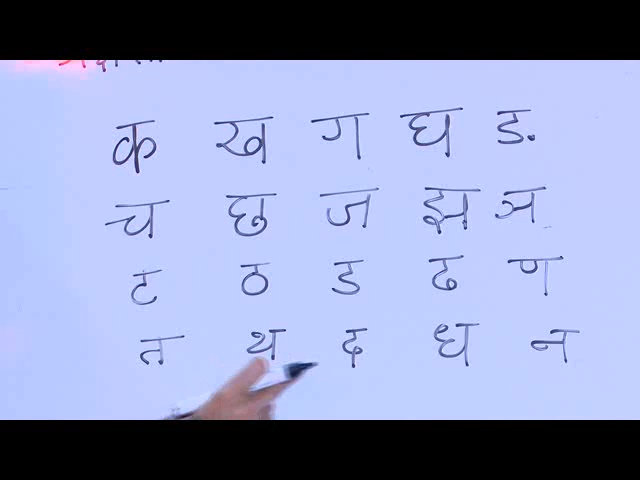 क ख ग घ ङ
च छ ज झ ञ
ट ठ ड ढ ण
त थ द ध न